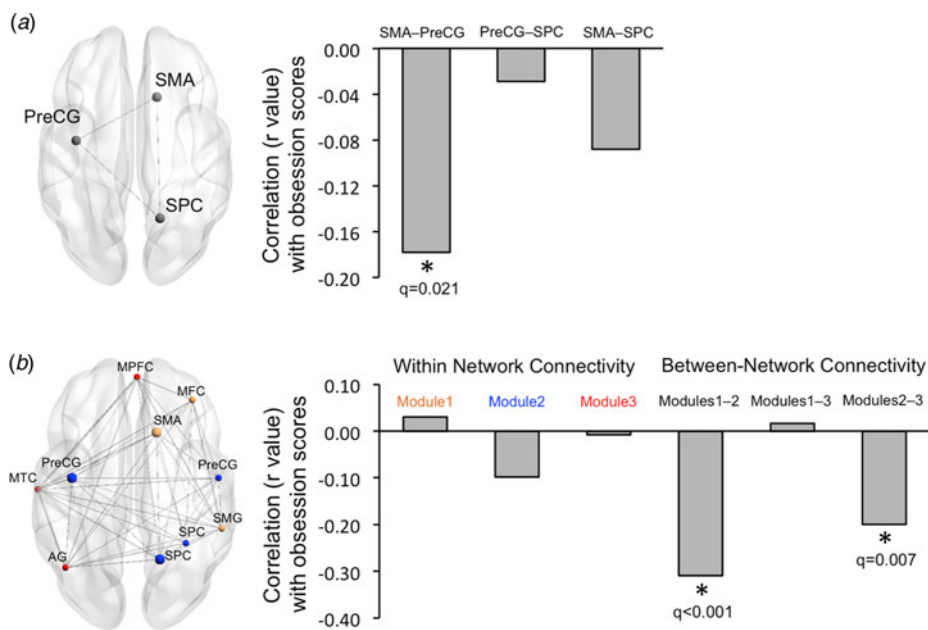 (a)
SMA
PreCG
SPC
SMA–PreCG PreCG–SPC SMA–SPC
Correlation (r value)
with obsession scores
0.00
-0.04
-0.08
-0.12
-0.16
-0.20
*
q=0.021
(b)
MPFC
MFC
SMA
PreCG
PreCG
MTC
SMG
SPC
SPC
AG
Within Network Connectivity Between-Network Connectivity
Module1 Module2 Module3 Modules1–2 Modules1–3 Modules2–3
Correlation (r value)
with obsession scores
0.10
0.00
-0.10
-0.20
-0.30
-0.40
*
q<0.001
*
q=0.007